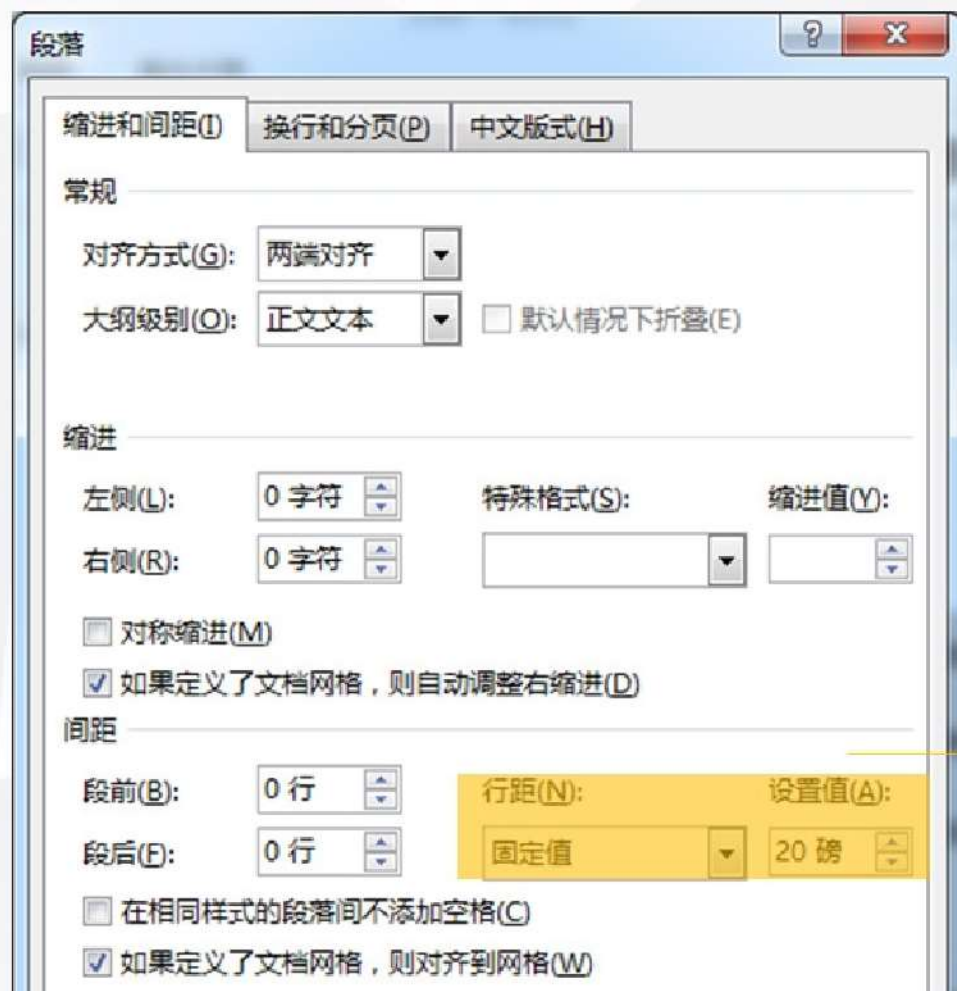 段落
缩进和间距(I) 换行和分页(P) 中文版式(H)
常规
对齐方式(G): 两端对齐
大纲级别(O): 正文文本 默认情况下折叠(E)
缩进
左侧(L): 0 字符 特殊格式(S): 缩进值(Y):
右侧(R): 0 字符
对称缩进(M)
如果定义了文档网格，则自动调整右缩进(D)
间距
段前(B): 0 行 行距(N): 设置值(A):
段后(F): 0 行 固定值 20 磅
在相同样式的段落间不添加空格(C)
如果定义了文档网格，则对齐到网格(W)